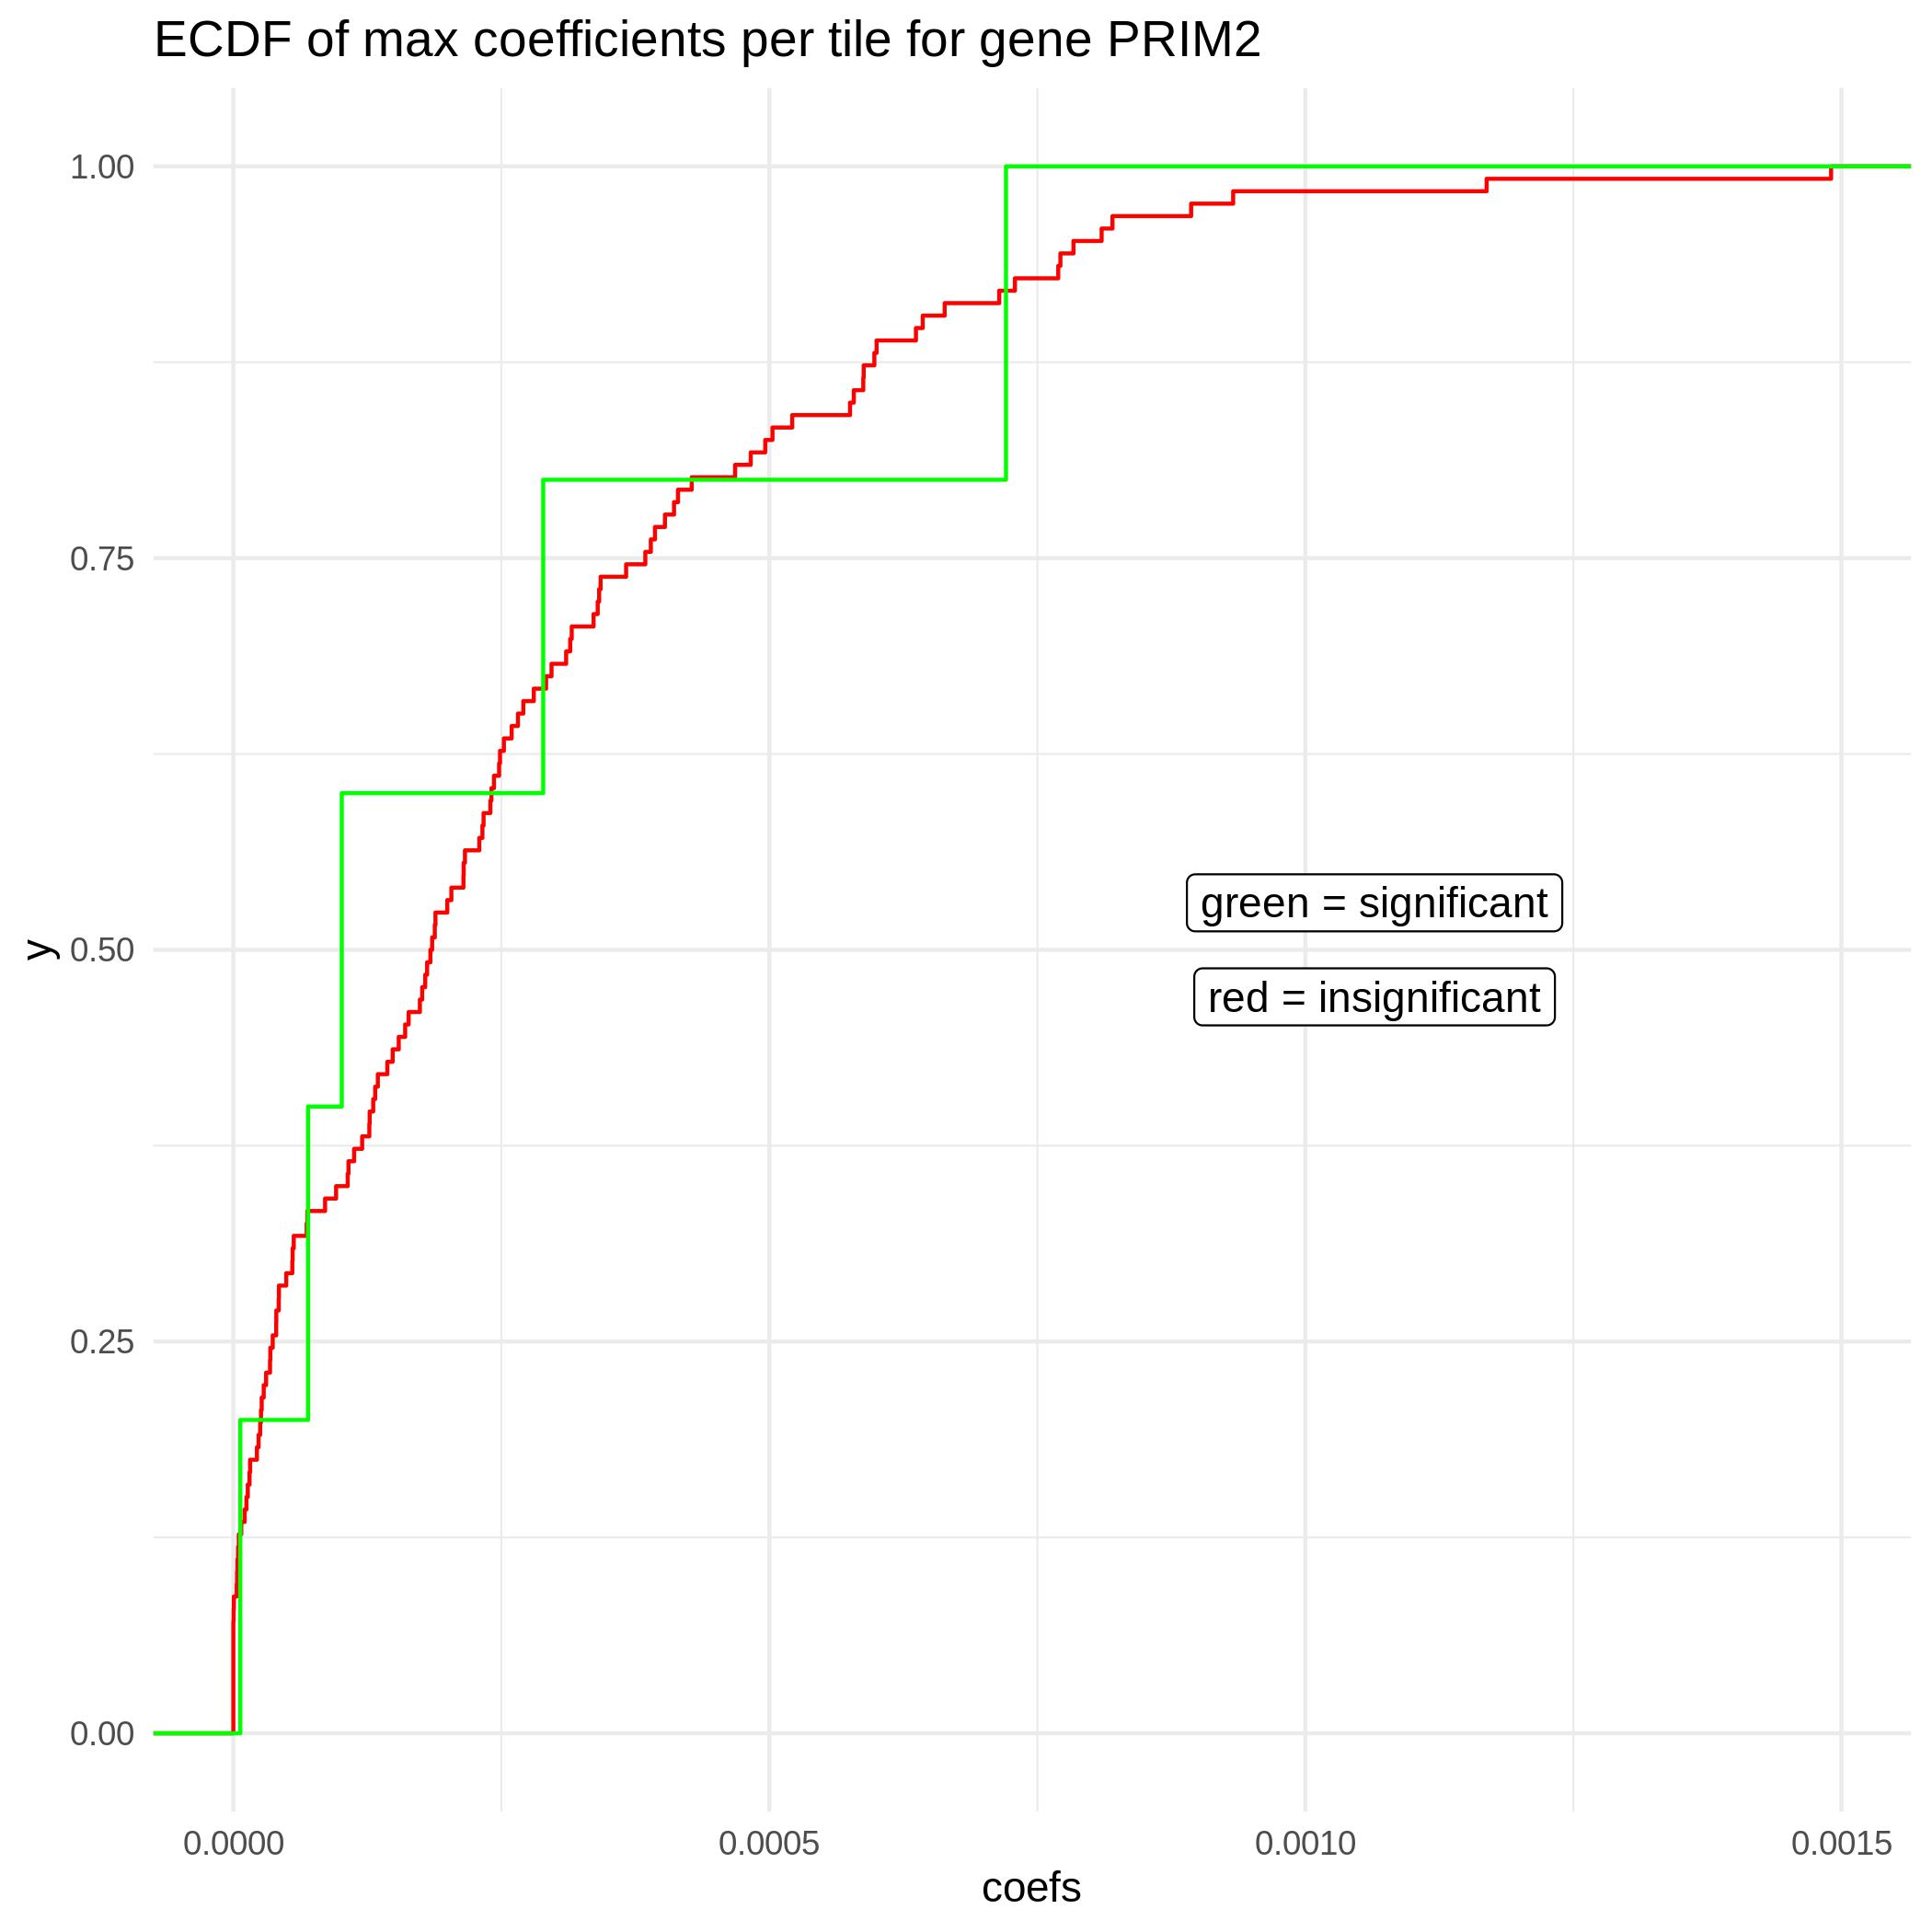 ECDF of max coefficients per tile for gene PRIM2
1.00
0.75
0.50
0.25
0.00
y
green = significant
red = insignificant
0.0000
0.0005
0.0010
0.0015
coefs